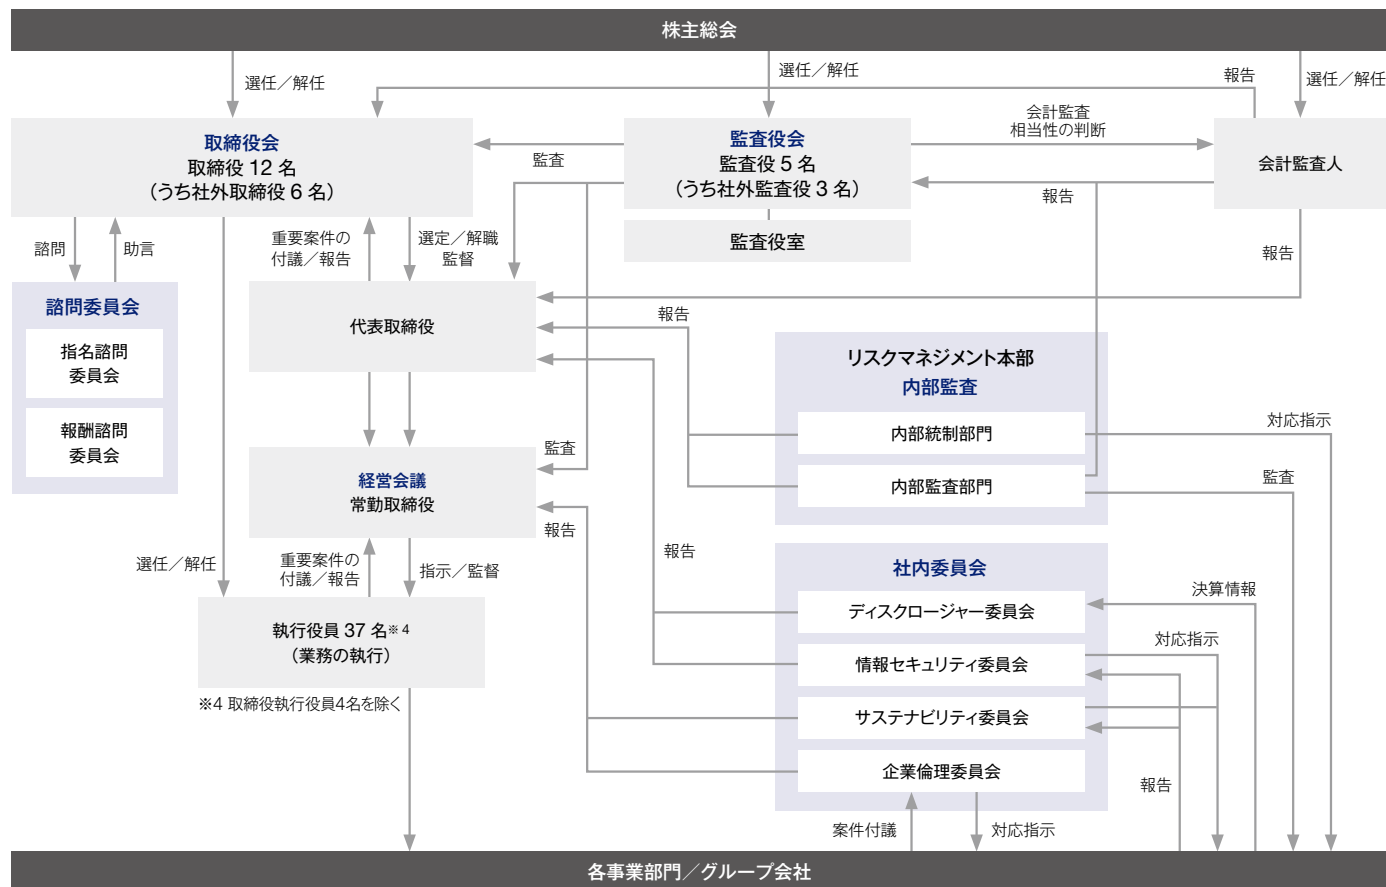 株主総会
選任／解任
選任／解任
報告
選任／解任
取締役会
取締役 12 名
（うち社外取締役 6 名）
監査
監査役会
監査役 5 名
（うち社外監査役 3 名）
会計監査
相当性の判断
会計監査人
報告
監査役室
諮問
助言
重要案件の
付議／報告
選定／解職
監督
報告
諮問委員会
指名諮問
委員会
報酬諮問
委員会
代表取締役
報告
リスクマネジメント本部
内部監査
内部統制部門
内部監査部門
対応指示
監査
監査
経営会議
常勤取締役
報告
報告
選任／解任
重要案件の
付議／報告
指示／監督
執行役員 37 名※4
（業務の執行）
※4 取締役執行役員4名を除く
社内委員会
ディスクロージャー委員会
情報セキュリティ委員会
サステナビリティ委員会
企業倫理委員会
決算情報
対応指示
報告
案件付議
対応指示
各事業部門／グループ会社